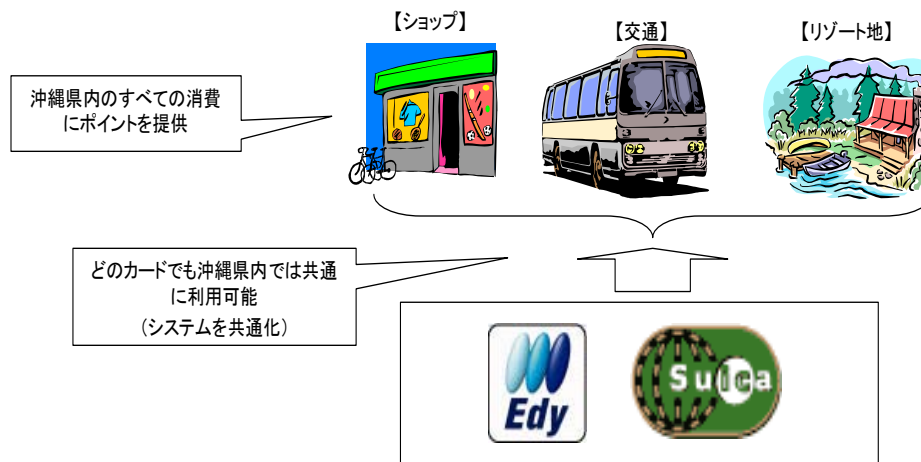 【ショップ】
【交通】
【リゾート地】
沖縄県内のすべての消費
にポイントを提供
どのカードでも沖縄県内では共通
に利用可能
（システムを共通化）
Edy
Suica